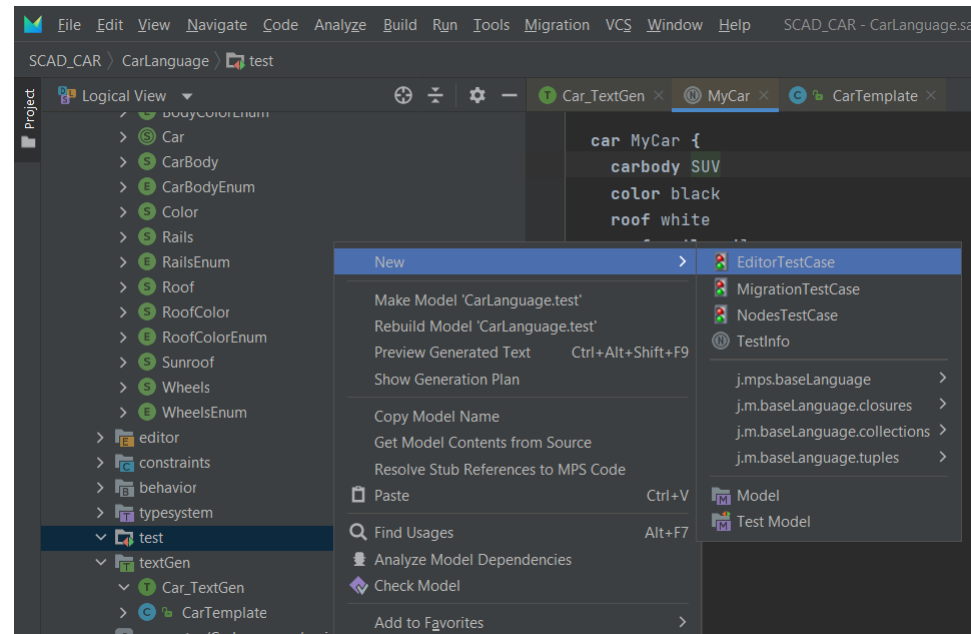 File Edit View Navigate Code Analyze Build Run Tools Migration VCS Window Help SCAD_CAR - CarLanguage.sa
SCAD_CAR CarLanguage test
Project
Logical View
Car_TextGen
MyCar
CarTemplate
BodyColorEnum
Car
CarBody
CarBodyEnum
Color
Rails
RailsEnum
Roof
RoofColor
RoofColorEnum
Sunroof
Wheels
WheelsEnum
editor
constraints
behavior
typesystem
test
textGen
Car_TextGen
CarTemplate
car MyCar {
carbody SUV
color black
roof white
New
Make Model 'CarLanguage.test'
Rebuild Model 'CarLanguage.test'
Preview Generated Text Ctrl+Alt+Shift+F9
Show Generation Plan
Copy Model Name
Get Model Contents from Source
Resolve Stub References to MPS Code
Paste Ctrl+V
Find Usages Alt+F7
Analyze Model Dependencies
Check Model
Add to Favorites
EditorTestCase
MigrationTestCase
NodesTestCase
TestInfo
j.mps.baseLanguage
j.m.baseLanguage.closures
j.m.baseLanguage.collections
j.m.baseLanguage.tuples
Model
Test Model